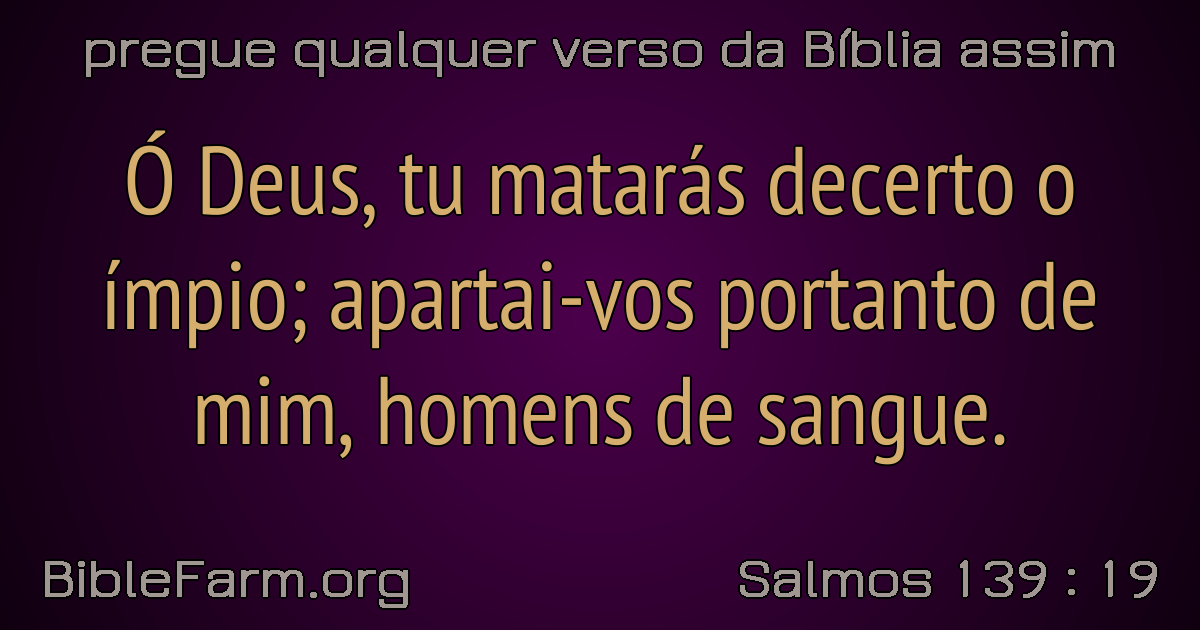 pregue qualquer verso da Bíblia assim
Ó Deus, tu matarás decerto o
ímpio; apartai-vos portanto de
mim, homens de sangue.
BibleFarm.org
Salmos 139 : 19